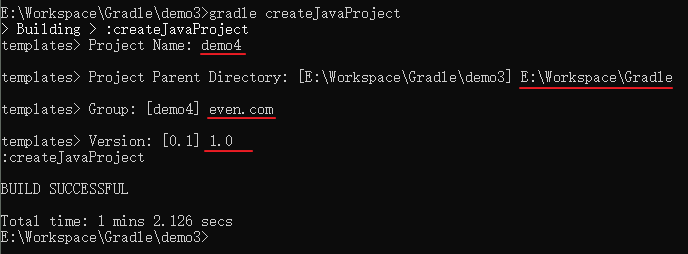 E:\Workspace\Gradle\demo3>gradle createJavaProject
> Building > :createJavaProject
templates> Project Name: demo4
templates> Project Parent Directory: [E:\Workspace\Gradle\demo3] E:\Workspace\Gradle
templates> Group: [demo4] even.com
templates> Version: [0.1] 1.0
:createJavaProject
BUILD SUCCESSFUL
Total time: 1 mins 2.126 secs
E:\Workspace\Gradle\demo3>